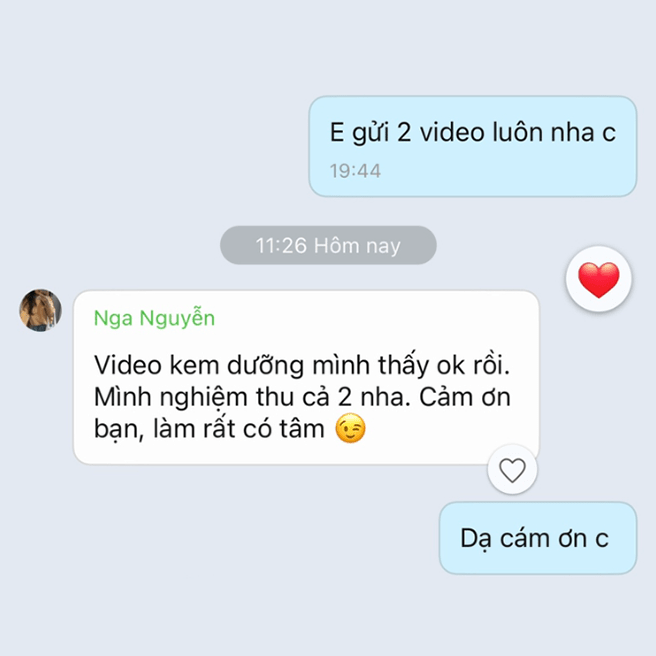 E gửi 2 video luôn nha c
19:44
11:26 Hôm nay
Nga Nguyễn
Video kem dưỡng mình thấy ok rồi.
Mình nghiệm thu cả 2 nha. Cảm ơn
bạn, làm rất có tâm 😉
Dạ cám ơn c